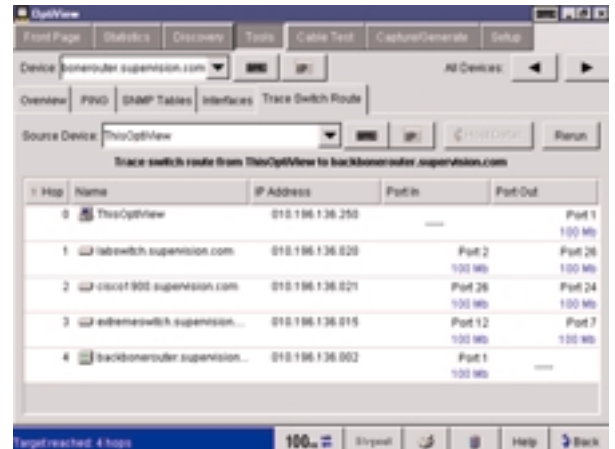 OptiView
Front Page Statistics Discovery Tools Cable Test Capture/Generate Setup
Device: bonerouter.supervision.com All Devices:
Overview PING SNMP Tables Interfaces Trace Switch Route
Source Device: ThisOptiView Host Detail Rerun
Trace switch route from ThisOptiView to backbonerouter.supervision.com
Hop Name IP Address Port In Port Out
0 ThisOptiView 010.196.136.250 Port 1
100 Mb
1 labswitch.supervision.com 010.196.136.020 Port 2 Port 26
100 Mb 100 Mb
2 cisco1900.supervision.com 010.196.136.021 Port 26 Port 24
100 Mb 100 Mb
3 extremeswitch.supervision... 010.196.136.015 Port 12 Port 7
100 Mb 100 Mb
4 backbonerouter.supervision... 010.196.136.002 Port 1
100 Mb
Target reached: 4 hops 100 Help Back